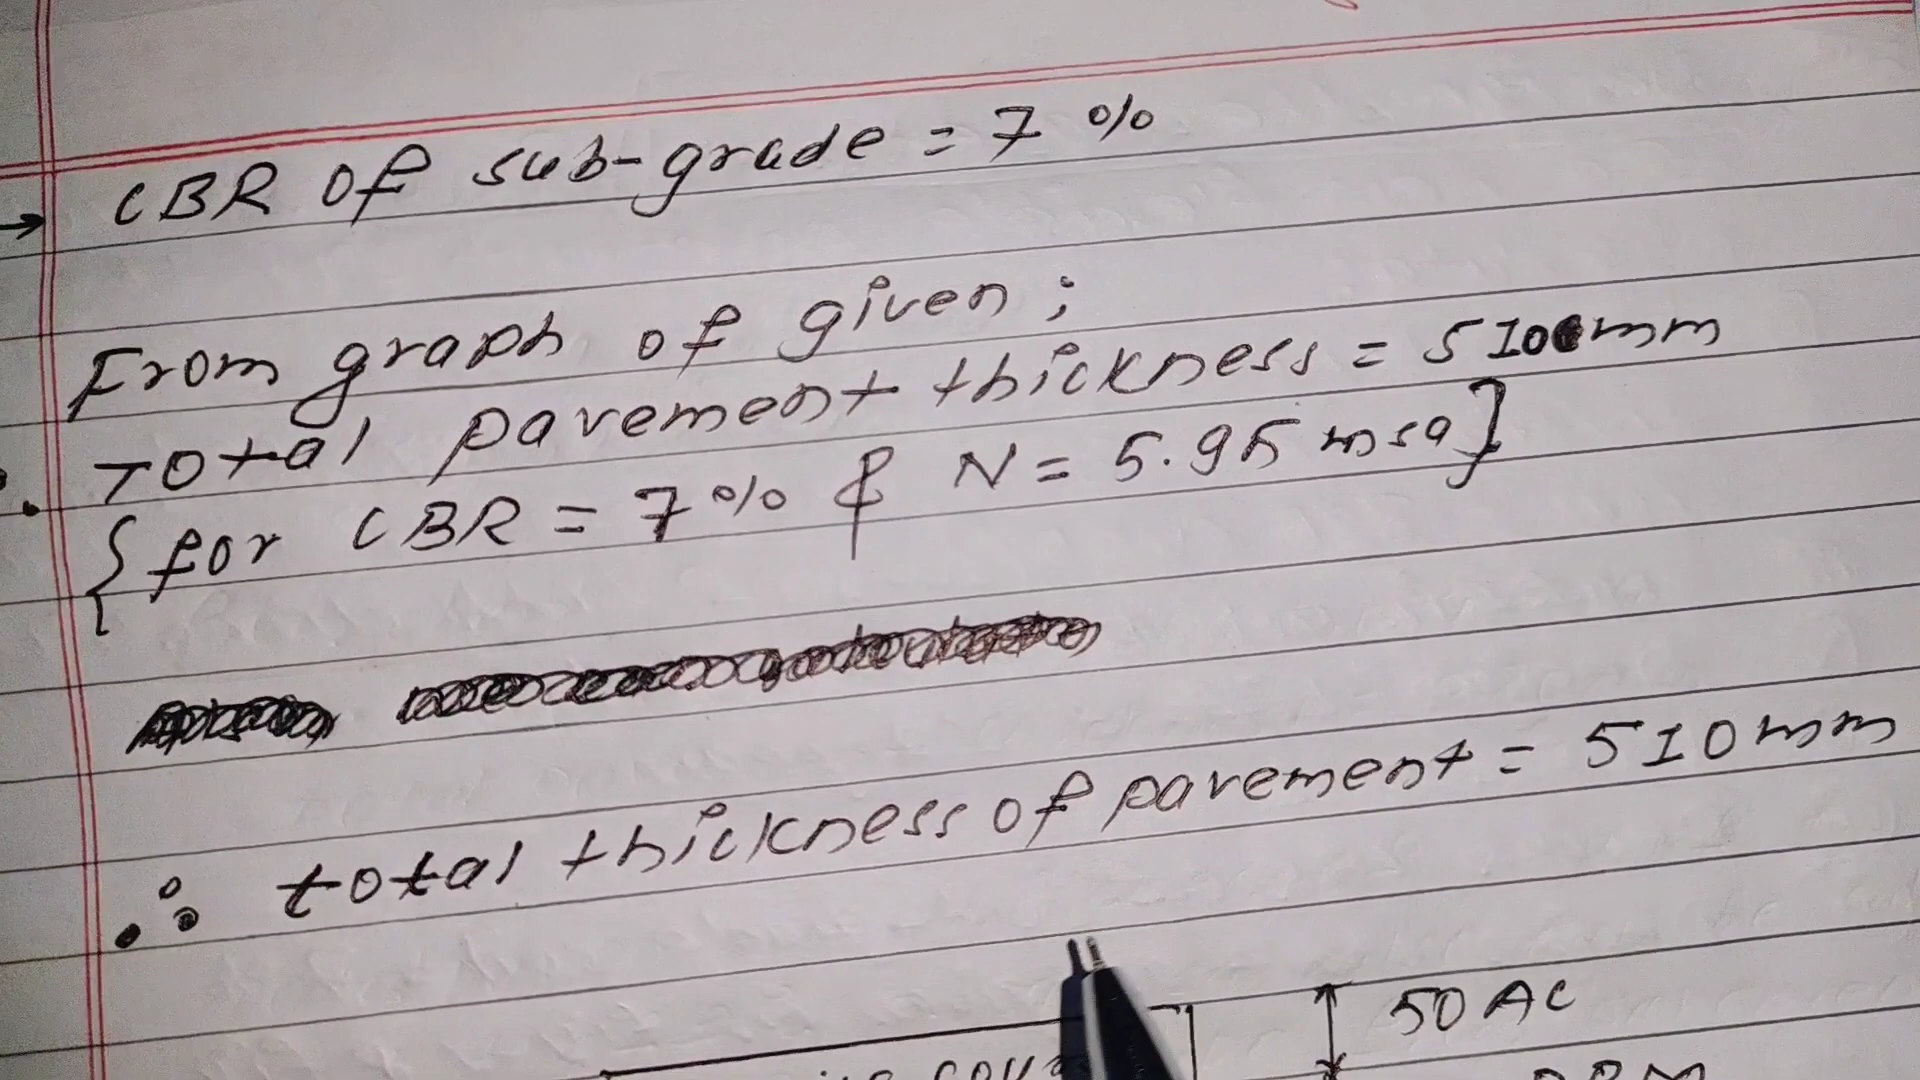 → CBR of sub-grade = 7 %
From graph of given ;
. Total pavement thickness = 510mm
{for CBR = 7% & N = 5.95 msa}
∴ total thickness of pavement = 510mm
50 AC